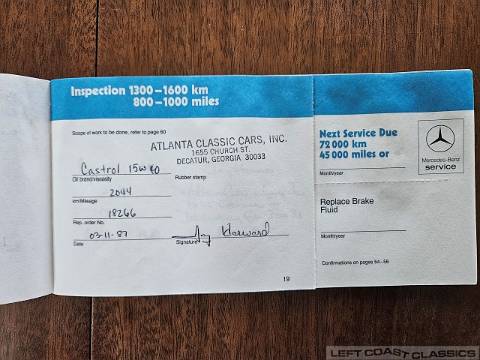 Inspection 1300–1600 km
800–1000 miles
Scope of work to be done, refer to page 50
ATLANTA CLASSIC CARS, INC.
1655 CHURCH ST.
DECATUR, GEORGIA 30033
Castrol 15w40
Oil brand/viscosity
Rubber stamp
2044
km/Mileage
18266
Rep. order No.
03-11-87
Date
Jay Harward
Signature
19
Next Service Due
72 000 km
45 000 miles or
Month/year
Mercedes-Benz
service
Replace Brake
Fluid
Month/year
Confirmations on pages 54 - 56
LEFT COAST CLASSICS